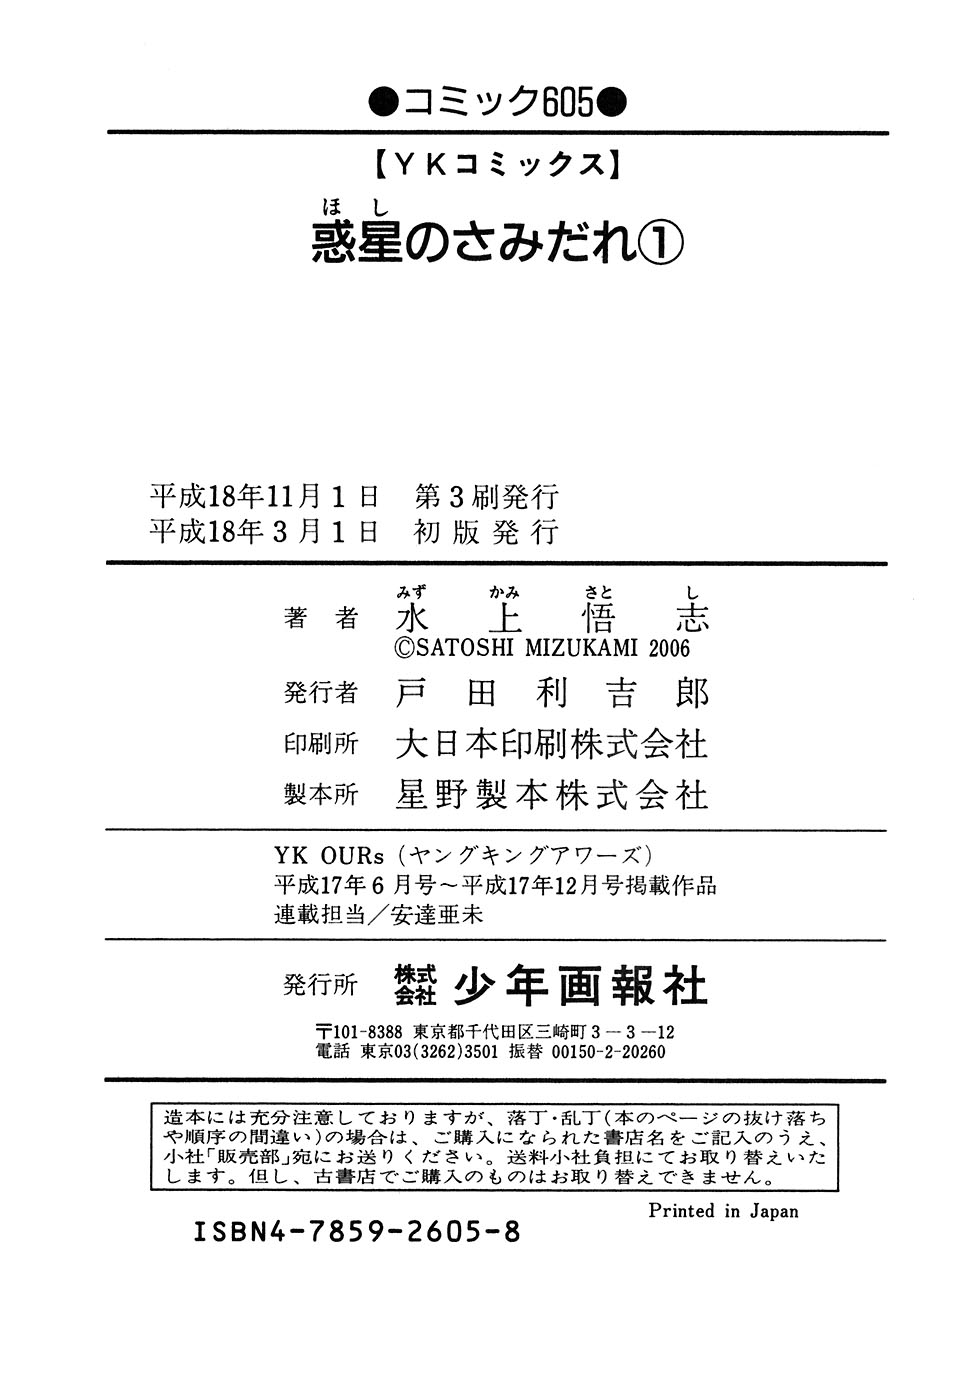 ●コミック605●
【YKコミックス】
ほし
惑星のさみだれ①
平成18年11月1日 第3刷発行
平成18年3月1日 初版発行
みず かみ さと し
著者 水上悟志
©SATOSHI MIZUKAMI 2006
発行者 戸田利吉郎
印刷所 大日本印刷株式会社
製本所 星野製本株式会社
YK OURs（ヤングキングアワーズ）
平成17年6月号〜平成17年12月号掲載作品
連載担当／安達亜未
発行所 株式会社 少年画報社
〒101-8388 東京都千代田区三崎町3－3－12
電話 東京03(3262)3501 振替 00150-2-20260
造本には充分注意しておりますが、落丁・乱丁(本のページの抜け落ち
や順序の間違い)の場合は、ご購入になられた書店名をご記入のうえ、
小社「販売部」宛にお送りください。送料小社負担にてお取り替えいた
します。但し、古書店でご購入のものはお取り替えできません。
Printed in Japan
ISBN4-7859-2605-8